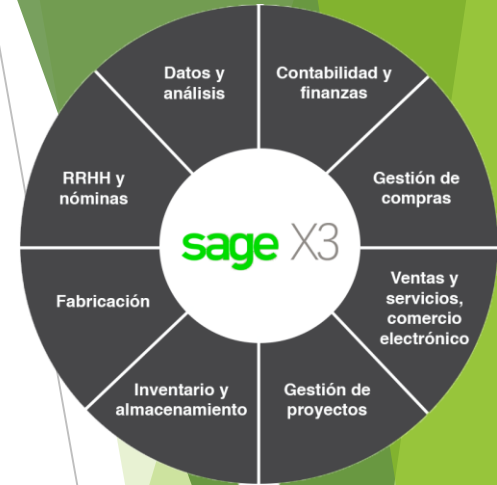 Datos y
análisis
Contabilidad y
finanzas
RRHH y
nóminas
Gestión de
compras
sage X3
Fabricación
Ventas y
servicios,
comercio
electrónico
Inventario y
almacenamiento
Gestión de
proyectos